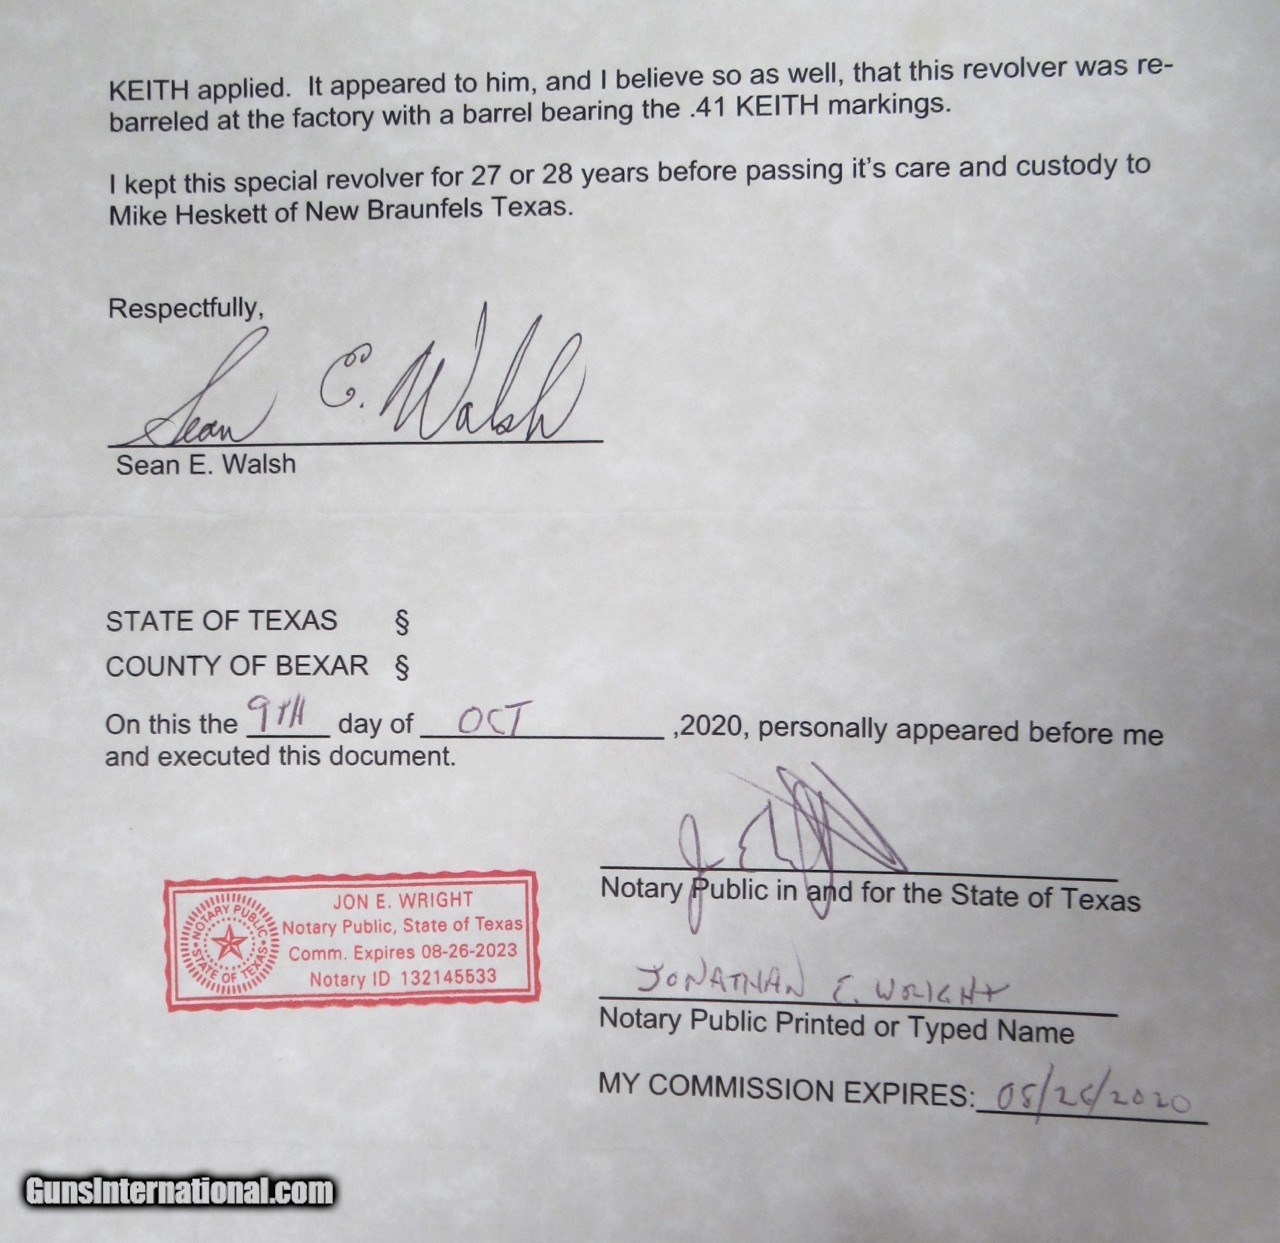 KEITH applied. It appeared to him, and I believe so as well, that this revolver was re-
barreled at the factory with a barrel bearing the .41 KEITH markings.
I kept this special revolver for 27 or 28 years before passing it's care and custody to
Mike Heskett of New Braunfels Texas.
Respectfully,
Sean E. Walsh
Sean E. Walsh
STATE OF TEXAS §
COUNTY OF BEXAR §
On this the 9TH day of OCT ,2020, personally appeared before me
and executed this document.
Notary Public in and for the State of Texas
JON E. WRIGHT
Notary Public, State of Texas
Comm. Expires 08-26-2023
Notary ID 132145533
NOTARY PUBLIC
STATE OF TEXAS
JONATHAN E. WRIGHT
Notary Public Printed or Typed Name
MY COMMISSION EXPIRES: 08/26/2020
GunsInternational.com